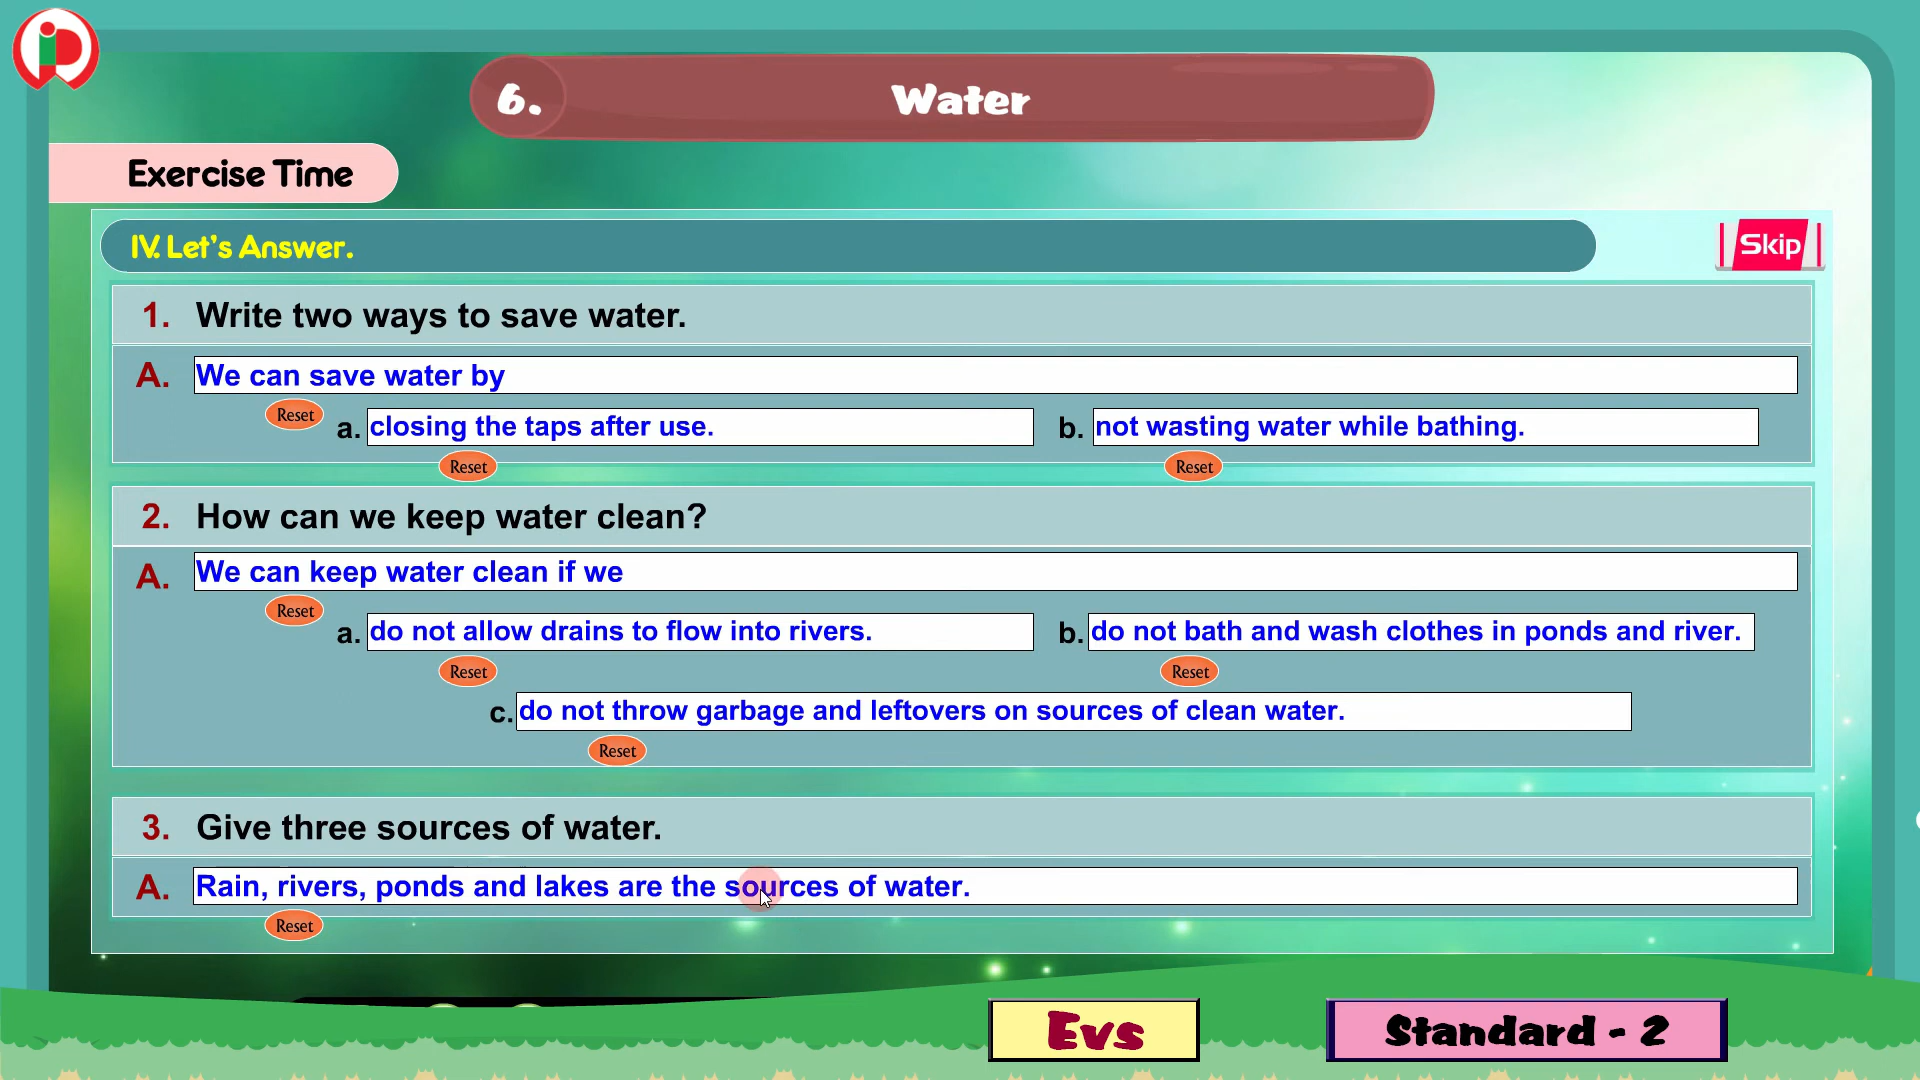 6. Water
Exercise Time
IV. Let's Answer.
Skip
1. Write two ways to save water.
A. We can save water by
Reset
a. closing the taps after use. b. not wasting water while bathing.
Reset Reset
2. How can we keep water clean?
A. We can keep water clean if we
Reset
a. do not allow drains to flow into rivers. b. do not bath and wash clothes in ponds and river.
Reset Reset
c. do not throw garbage and leftovers on sources of clean water.
Reset
3. Give three sources of water.
A. Rain, rivers, ponds and lakes are the sources of water.
Reset
Evs Standard - 2